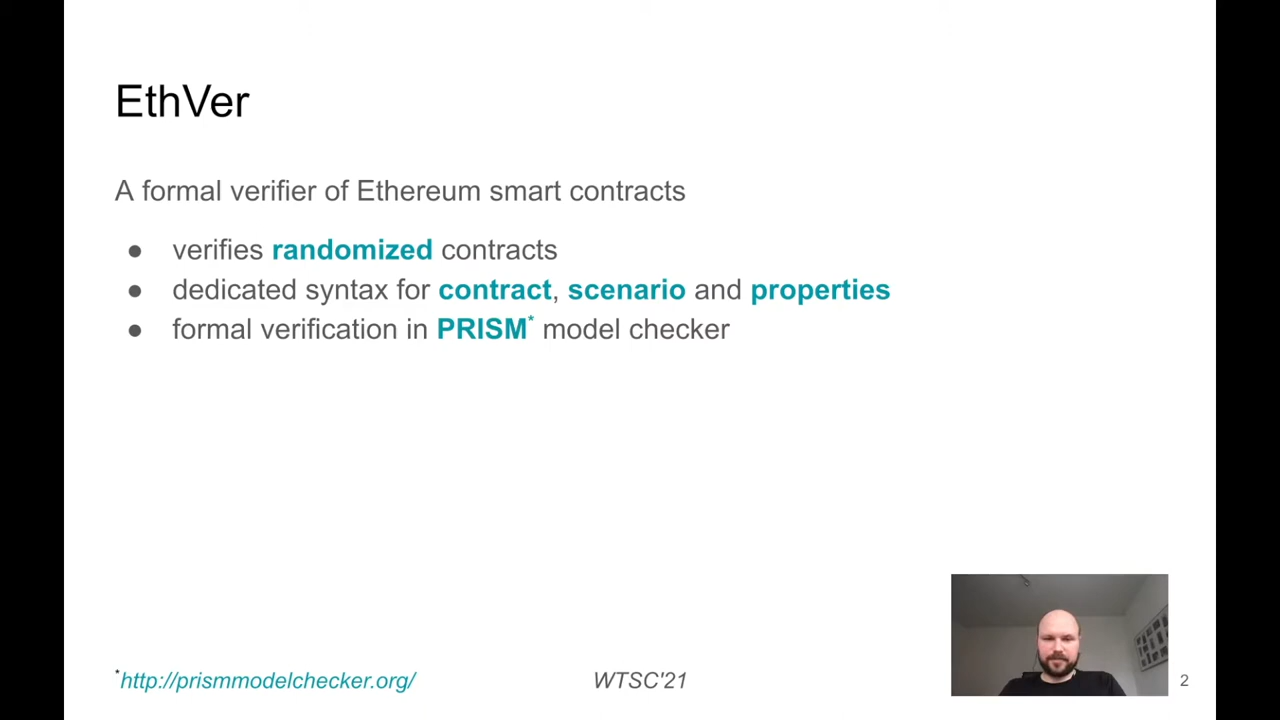 EthVer
A formal verifier of Ethereum smart contracts
● verifies randomized contracts
● dedicated syntax for contract, scenario and properties
● formal verification in PRISM* model checker
*http://prismmodelchecker.org/
WTSC'21
2